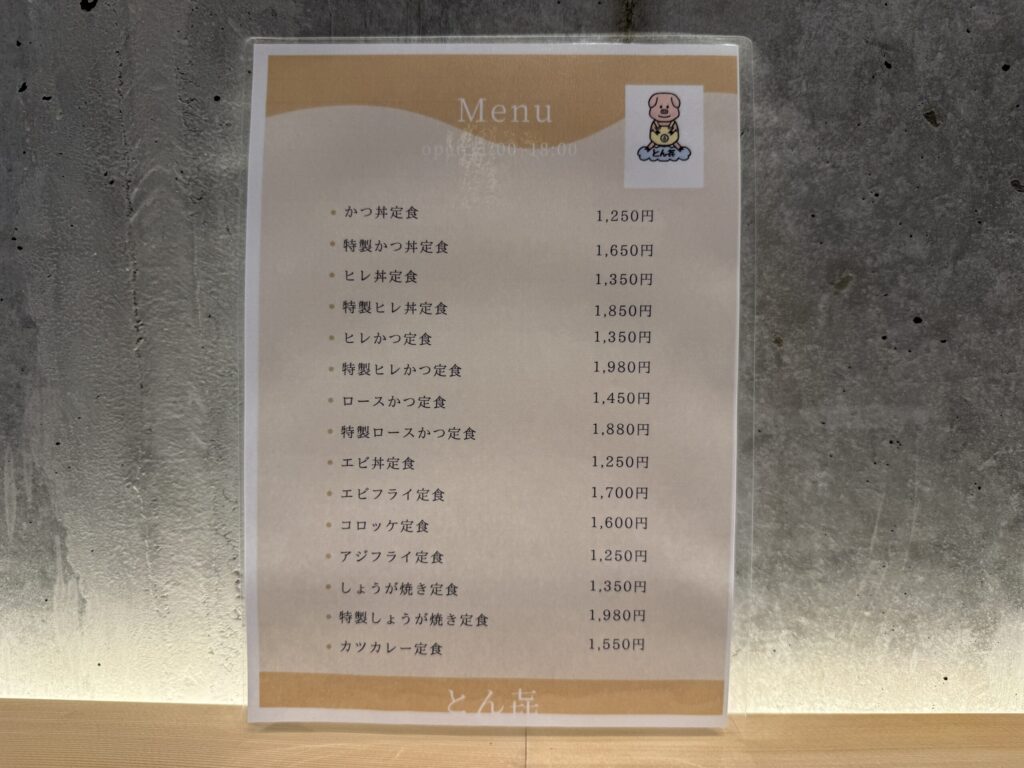 Menu
とん㐂
かつ丼定食 1,250円
特製かつ丼定食 1,650円
ヒレ丼定食 1,350円
特製ヒレ丼定食 1,850円
ヒレかつ定食 1,350円
特製ヒレかつ定食 1,980円
ロースかつ定食 1,450円
特製ロースかつ定食 1,880円
エビ丼定食 1,250円
エビフライ定食 1,700円
コロッケ定食 1,600円
アジフライ定食 1,250円
しょうが焼き定食 1,350円
特製しょうが焼き定食 1,980円
カツカレー定食 1,550円
とん㐂